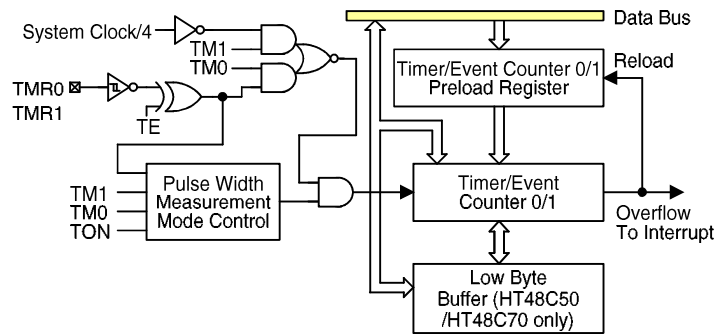 Data Bus
System Clock/4
TM1
TM0
Timer/Event Counter 0/1
Preload Register
Reload
TMR0
TMR1
TE
Pulse Width
Measurement
Mode Control
TM1
TM0
TON
Timer/Event
Counter 0/1
Overflow
To Interrupt
Low Byte
Buffer (HT48C50
/HT48C70 only)